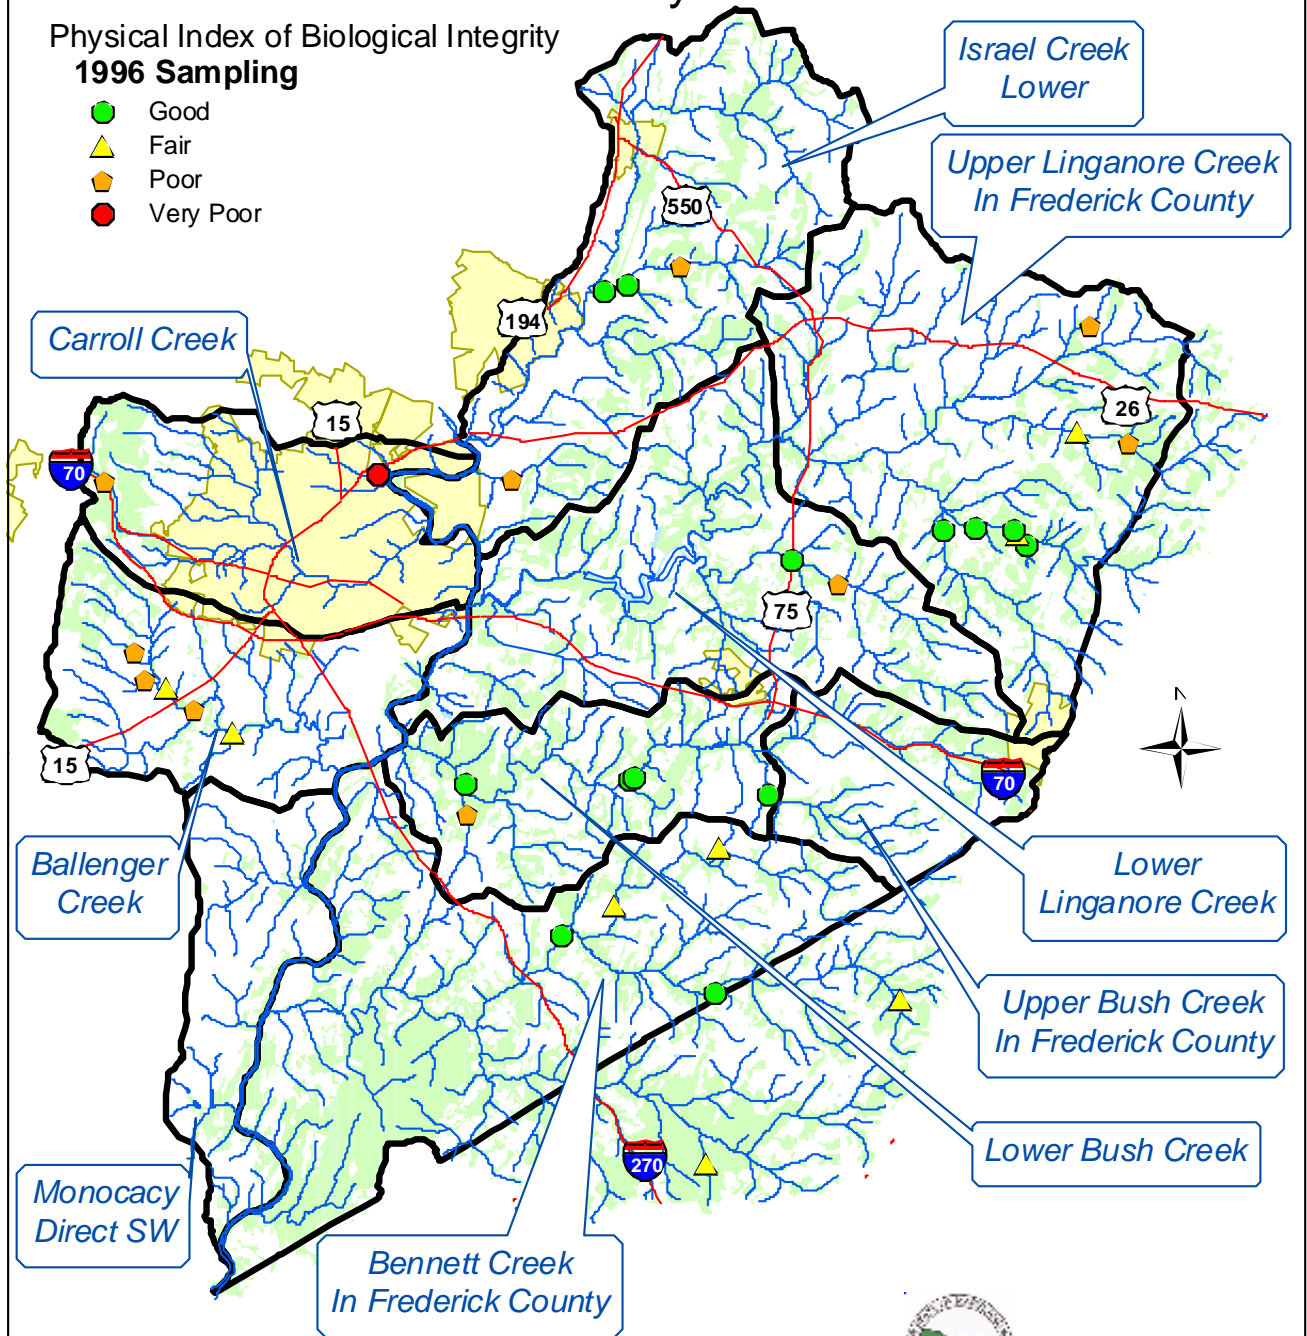 Physical Index of Biological Integrity
1996 Sampling
Good
Fair
Poor
Very Poor
Israel Creek
Lower
Upper Linganore Creek
In Frederick County
550
194
Carroll Creek
15
26
70
75
N
15
70
Ballenger
Creek
Lower
Linganore Creek
Upper Bush Creek
In Frederick County
Lower Bush Creek
270
Monocacy
Direct SW
Bennett Creek
In Frederick County